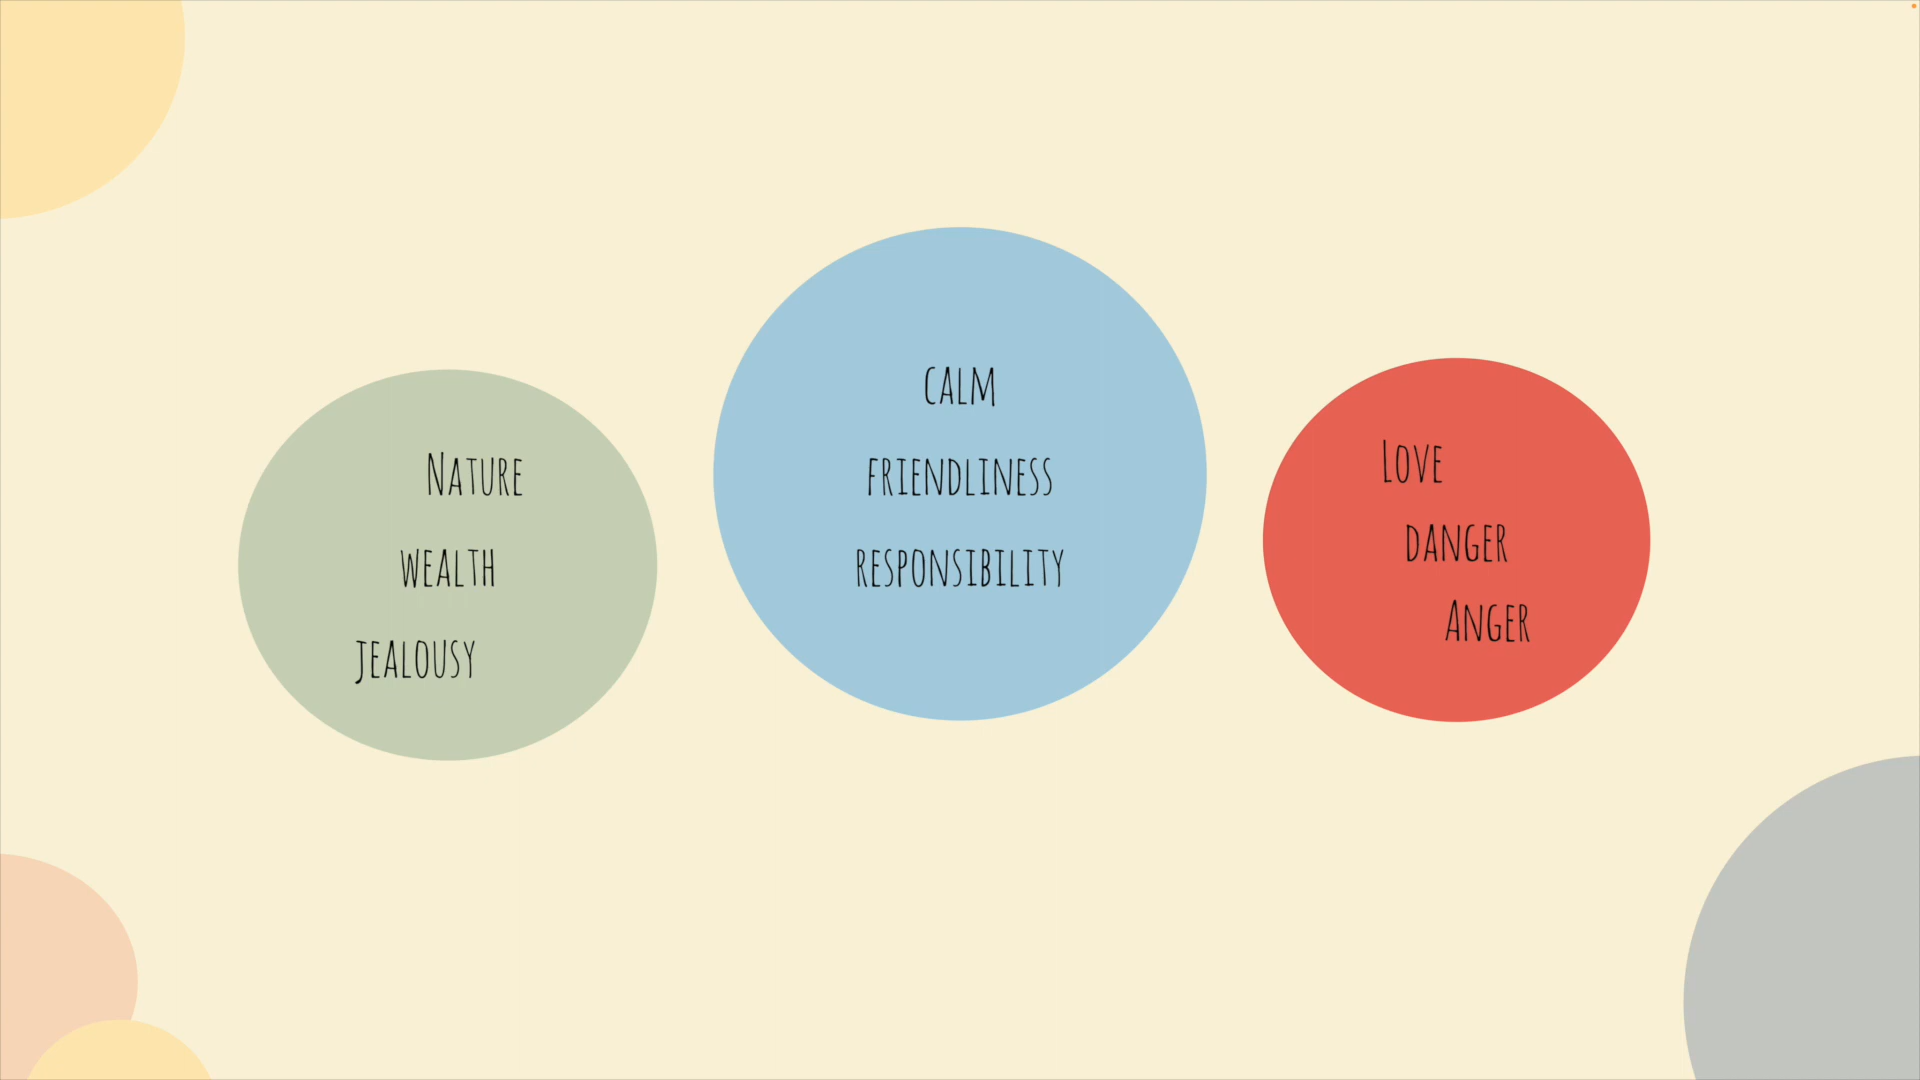 Nature
wealth
jealousy
calm
friendliness
responsibility
Love
danger
Anger